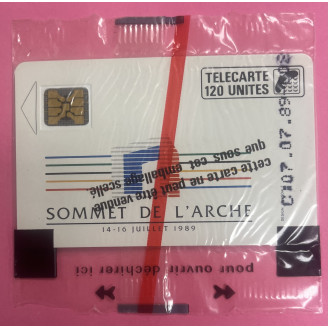 TELECARTE
120 UNITES
C107.07.89
cette carte ne peut être vendue
que sous cet emballage scellé
SOMMET DE L'ARCHE
14-16 JUILLET 1989
pour ouvrir déchirer ici